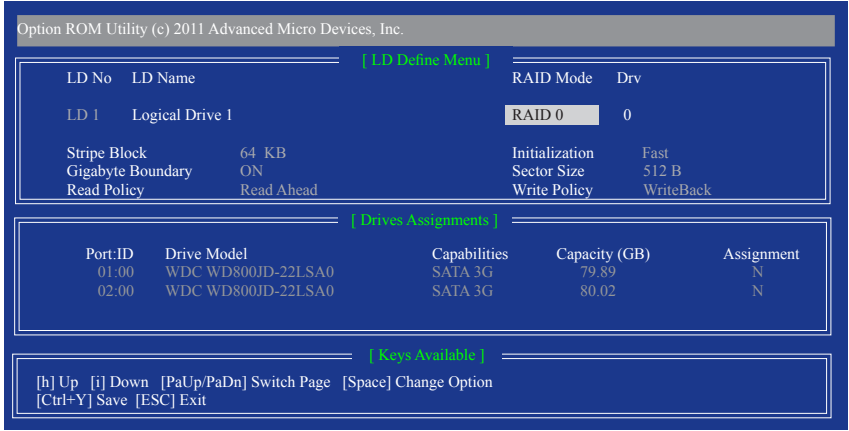 Option ROM Utility (c) 2011 Advanced Micro Devices, Inc.
[ LD Define Menu ]
LD No LD Name RAID Mode Drv
LD 1 Logical Drive 1 RAID 0 0
Stripe Block 64 KB Initialization Fast
Gigabyte Boundary ON Sector Size 512 B
Read Policy Read Ahead Write Policy WriteBack
[ Drives Assignments ]
Port:ID Drive Model Capabilities Capacity (GB) Assignment
01:00 WDC WD800JD-22LSA0 SATA 3G 79.89 N
02:00 WDC WD800JD-22LSA0 SATA 3G 80.02 N
[ Keys Available ]
[h] Up [i] Down [PaUp/PaDn] Switch Page [Space] Change Option
[Ctrl+Y] Save [ESC] Exit